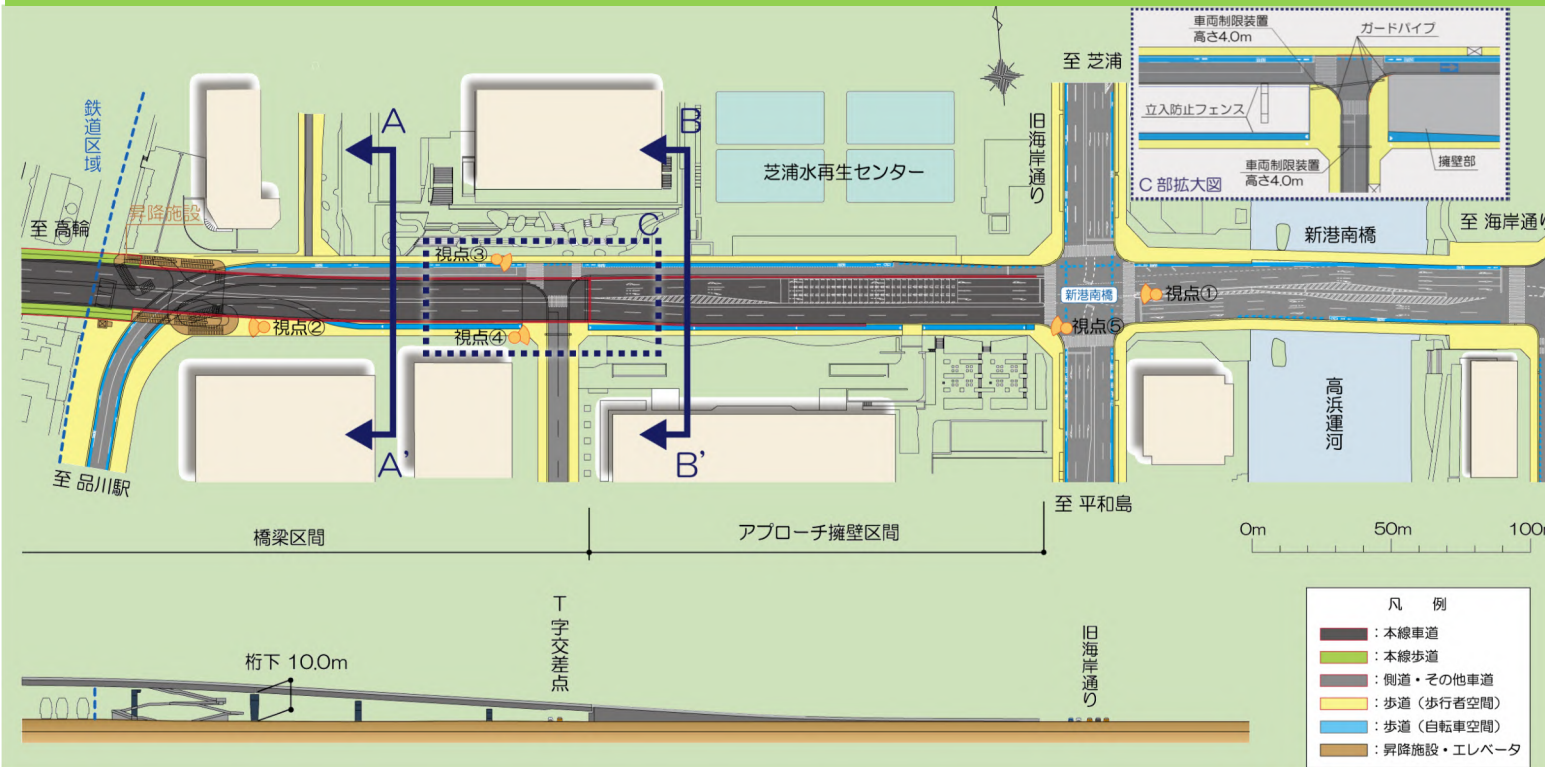 鉄道区域
昇降施設
至 高輪
至 品川駅
A
A'
B
B'
C
視点③
視点②
視点④
芝浦水再生センター
旧海岸通り
至 芝浦
新港南橋
視点①
視点⑤
至 平和島
新港南橋
至 海岸通り
高浜運河
車両制限装置
高さ4.0m
ガードパイプ
立入防止フェンス
車両制限装置
高さ4.0m
擁壁部
C部拡大図
橋梁区間
アプローチ擁壁区間
0m 50m 100m
桁下 10.0m
T字交差点
旧海岸通り
凡 例
：本線車道
：本線歩道
：側道・その他車道
：歩道（歩行者空間）
：歩道（自転車空間）
：昇降施設・エレベータ